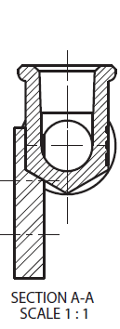 SECTION A-A
SCALE 1 : 1